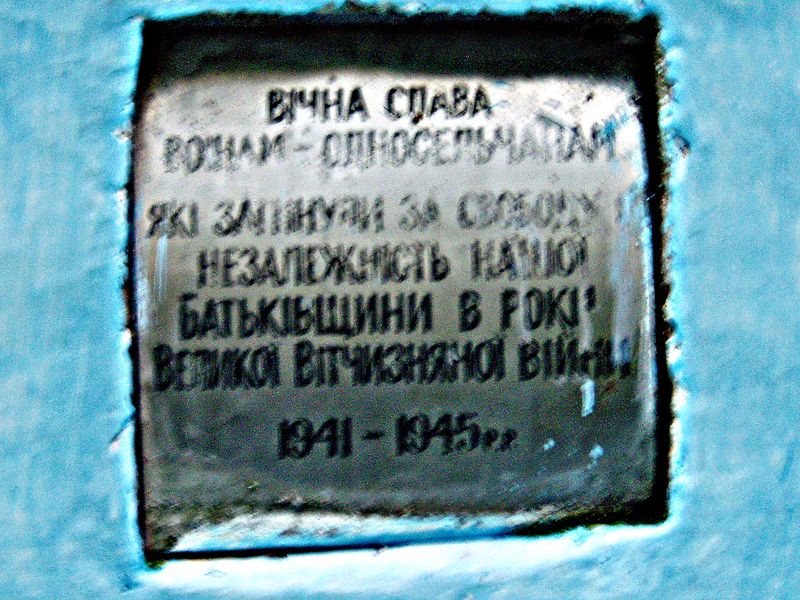 ВІЧНА СЛАВА
ВОЇНАМ - ОДНОСЕЛЬЧАНАМ
ЯКІ ЗАГИНУЛИ ЗА СВОБОДУ І
НЕЗАЛЕЖНІСТЬ НАШОЇ
БАТЬКІВЩИНИ В РОКИ
ВЕЛИКОЇ ВІТЧИЗНЯНОЇ ВІЙНИ
1941 - 1945 р.р.